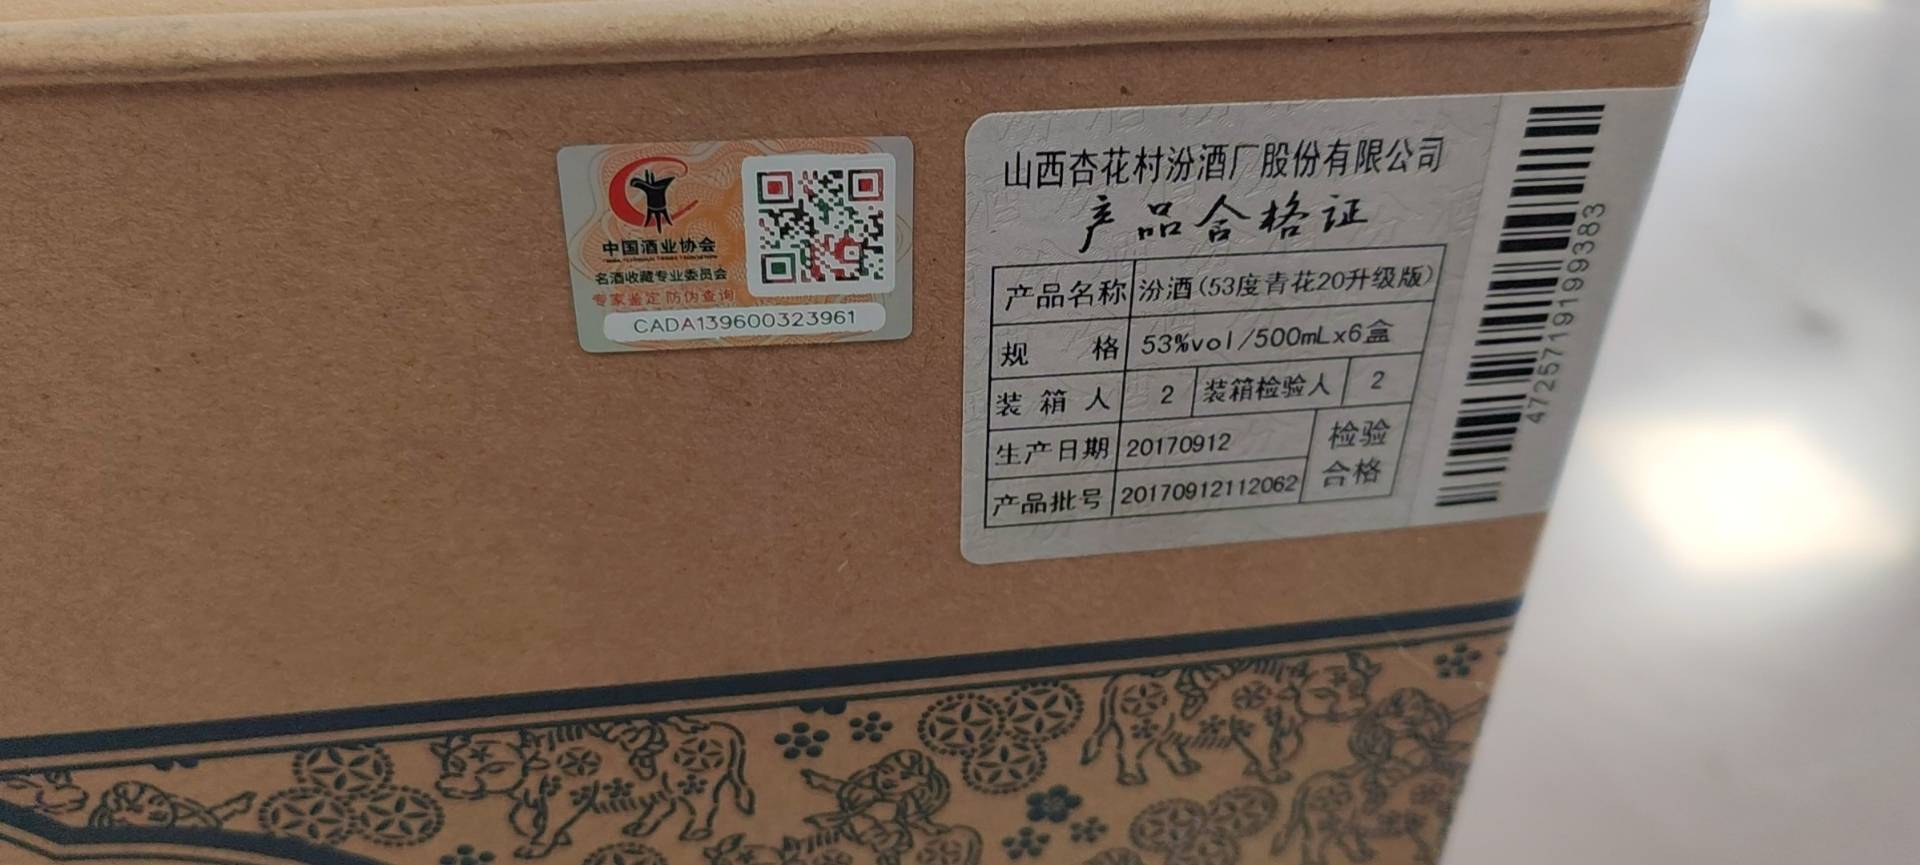 中国酒业协会
名酒收藏专业委员会
专家鉴定 防伪查询
CADA139600323961
山西杏花村汾酒厂股份有限公司
产品合格证
产品名称 汾酒(53度青花20升级版)
规 格 53%vol/500mLx6盒
装箱人 2 装箱检验人 2
生产日期 20170912 检验
产品批号 20170912112062 合格
4725719199383